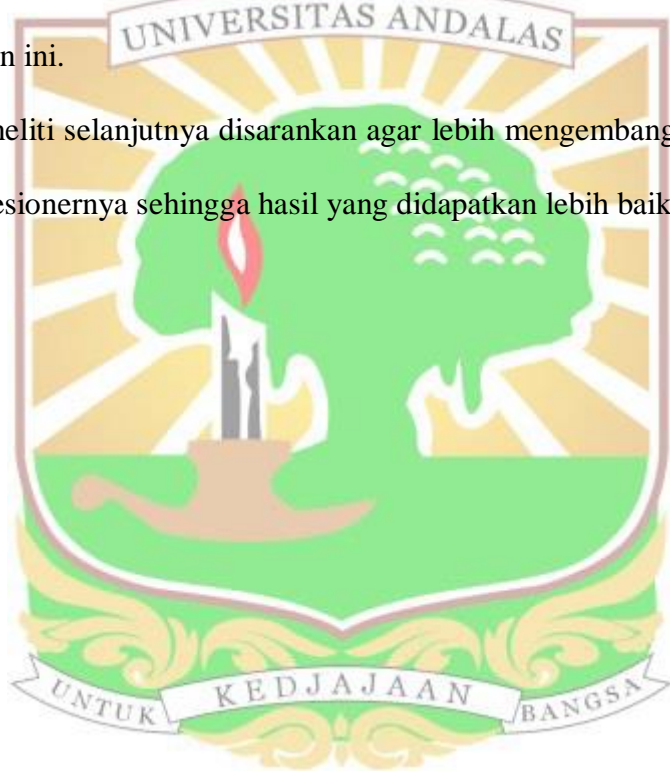 UNIVERSITAS ANDALAS
n ini.
neliti selanjutnya disarankan agar lebih mengembang
esionernya sehingga hasil yang didapatkan lebih baik
UNTUK KEDJAJAAN BANGSA